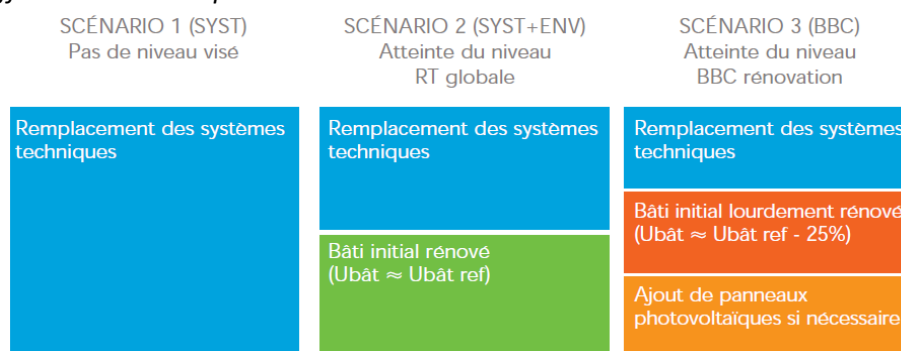 SCÉNARIO 1 (SYST)
Pas de niveau visé
SCÉNARIO 2 (SYST+ENV)
Atteinte du niveau
RT globale
SCÉNARIO 3 (BBC)
Atteinte du niveau
BBC rénovation
Remplacement des systèmes
techniques
Remplacement des systèmes
techniques
Bâti initial rénové
(Ubât ≈ Ubât ref)
Remplacement des systèmes
techniques
Bâti initial lourdement rénové
(Ubât ≈ Ubât ref - 25%)
Ajout de panneaux
photovoltaïques si nécessaire